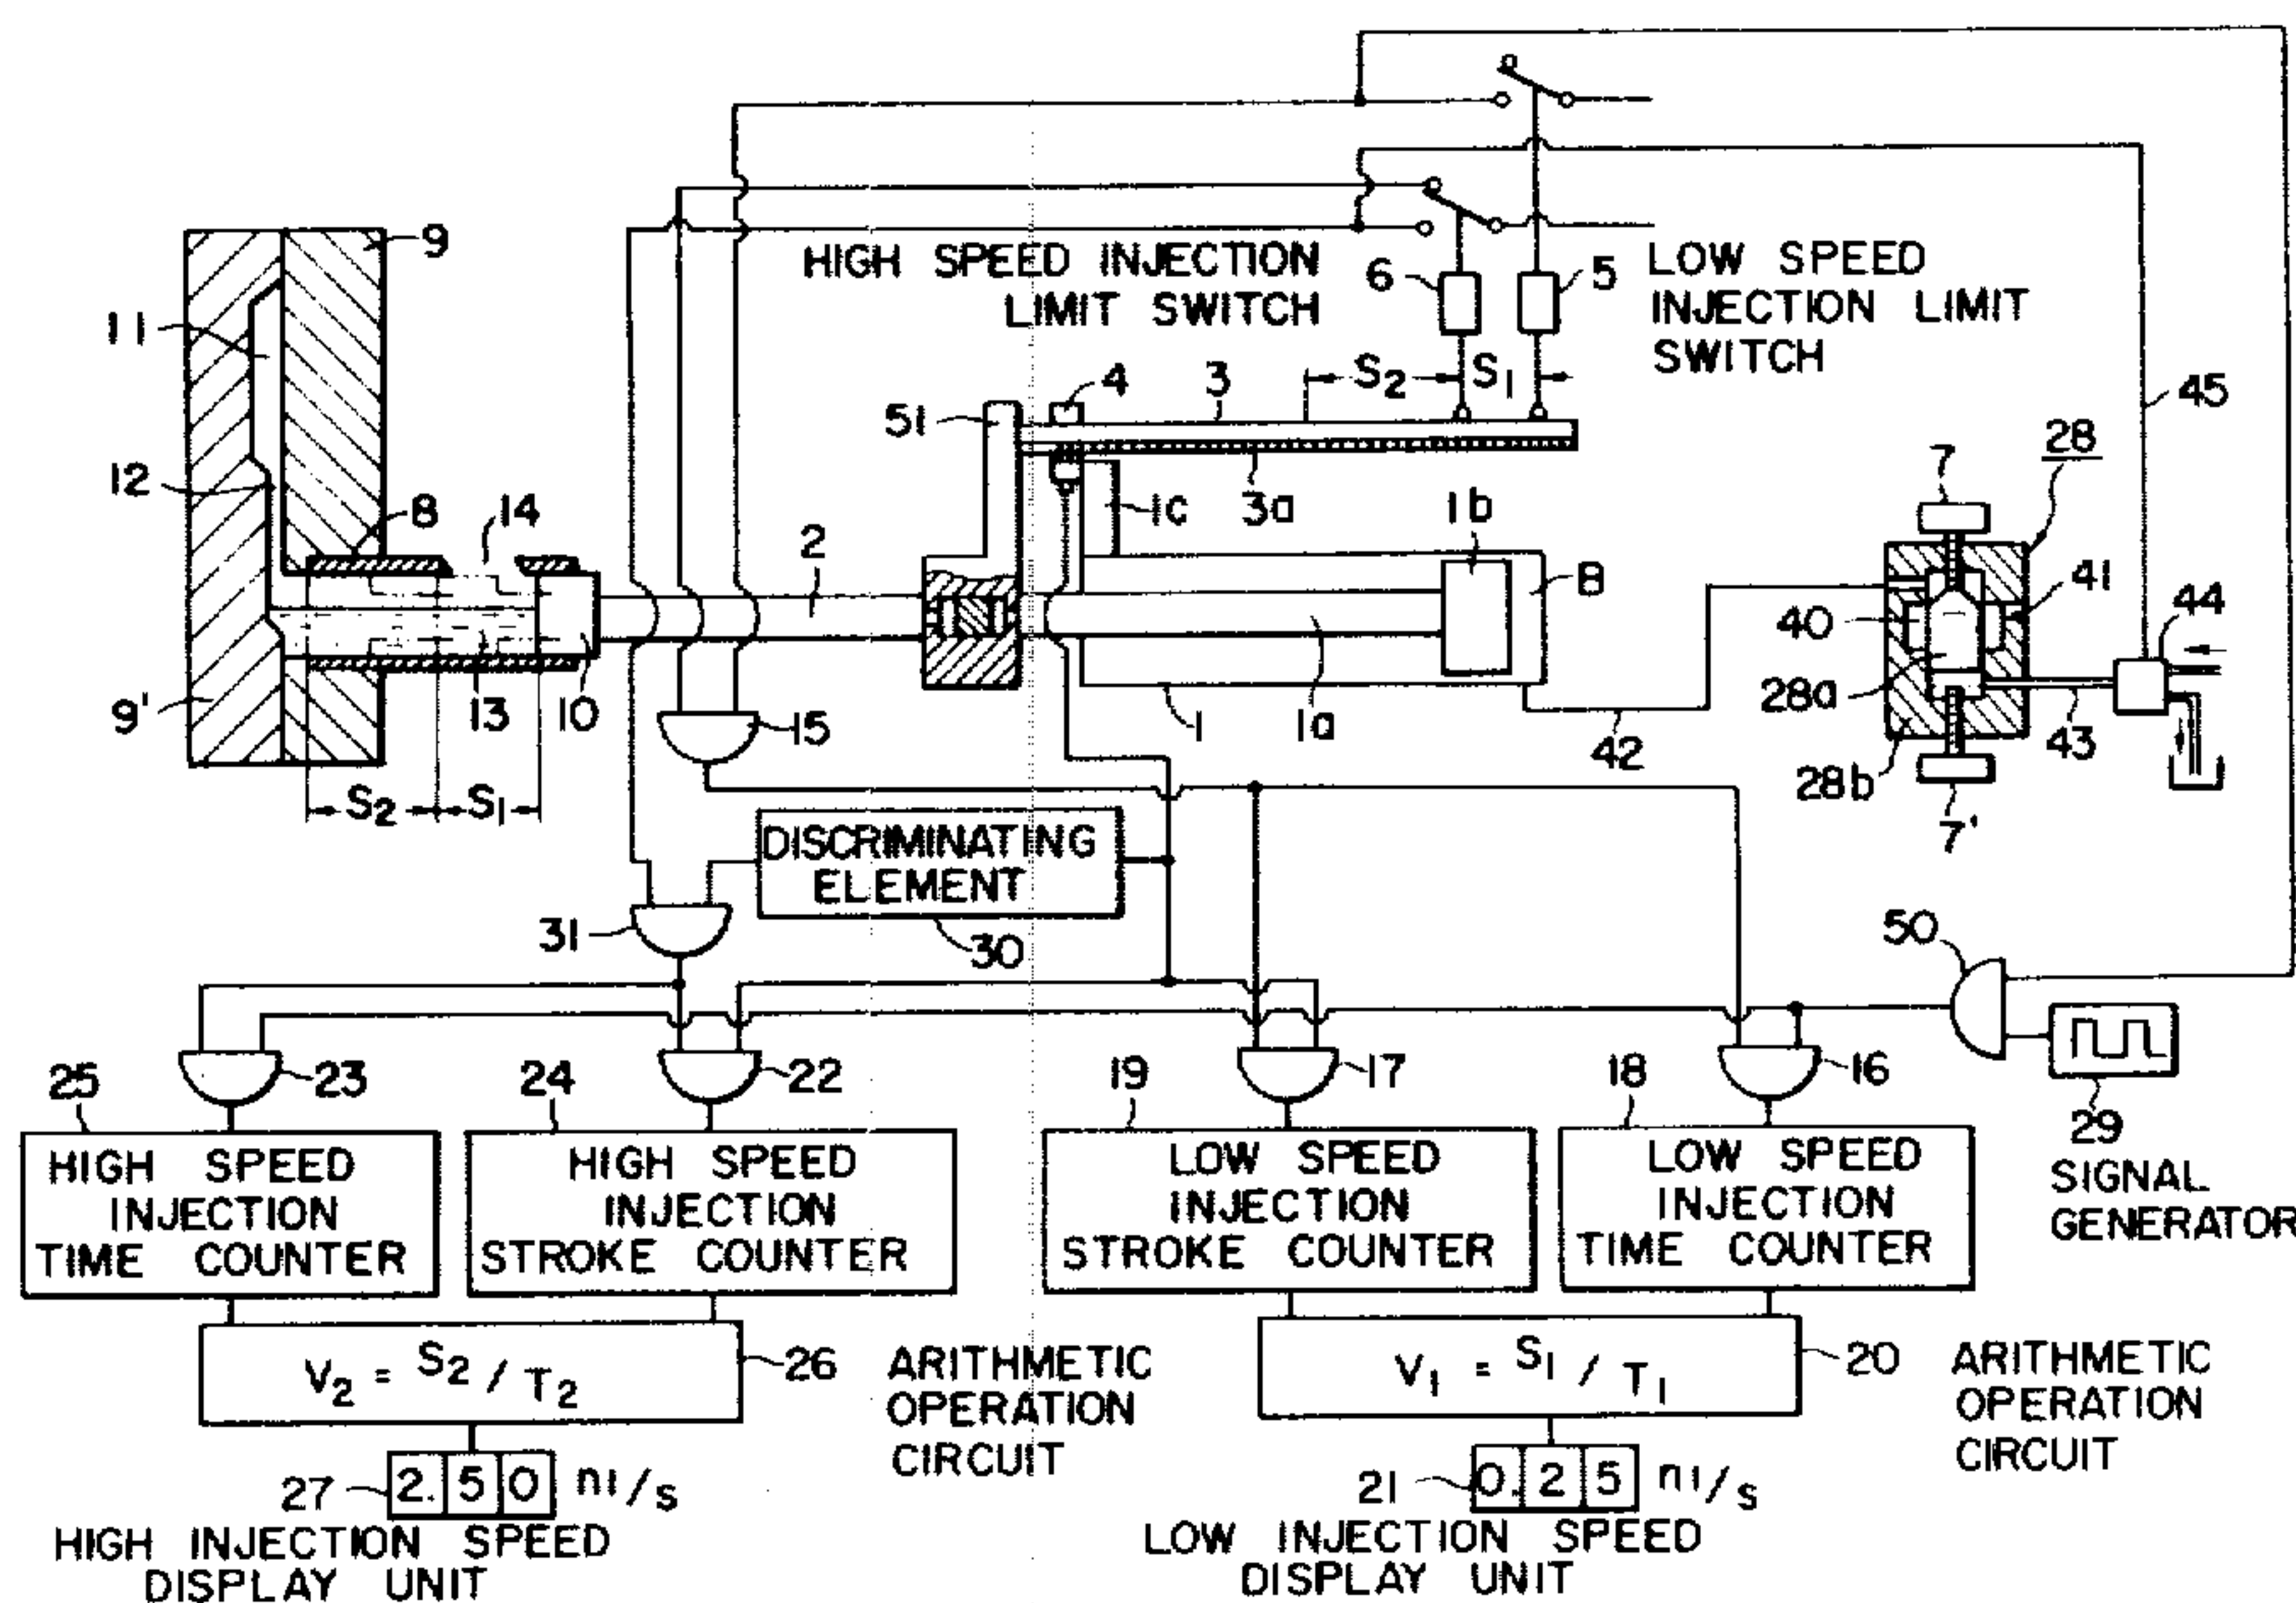 9
HIGH SPEED INJECTION
LIMIT SWITCH
6
5
LOW SPEED
INJECTION LIMIT
SWITCH
11
4
3
S2
S1
45
51
28
7
12
8
14
1c
3a
1b
2
B
40
41
44
28a
9'
13
10
15
1
1a
42
28b
43
7'
S2
S1
DISCRIMINATING
ELEMENT
31
30
50
25
23
24
22
19
17
18
16
29
SIGNAL
GENERATOR
HIGH SPEED
INJECTION
TIME COUNTER
HIGH SPEED
INJECTION
STROKE COUNTER
LOW SPEED
INJECTION
STROKE COUNTER
LOW SPEED
INJECTION
TIME COUNTER
V2 = S2 / T2
26
ARITHMETIC
OPERATION
CIRCUIT
V1 = S1 / T1
20
ARITHMETIC
OPERATION
CIRCUIT
27
2.50 m/s
HIGH INJECTION SPEED
DISPLAY UNIT
21
0.25 m/s
LOW INJECTION SPEED
DISPLAY UNIT